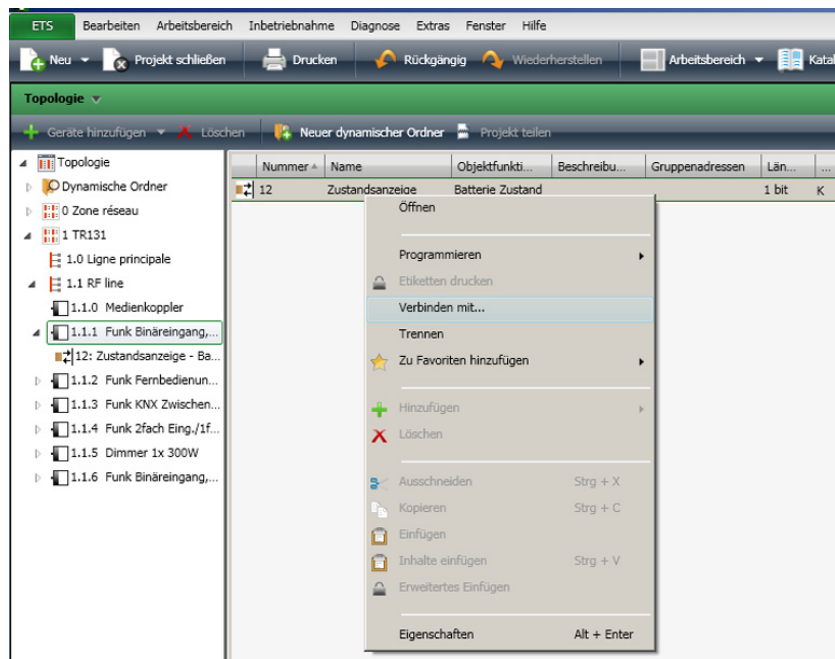 ETS Bearbeiten Arbeitsbereich Inbetriebnahme Diagnose Extras Fenster Hilfe
Neu Projekt schließen Drucken Rückgängig Wiederherstellen Arbeitsbereich Katal
Topologie
Geräte hinzufügen Löschen Neuer dynamischer Ordner Projekt teilen
Topologie
Dynamische Ordner
0 Zone réseau
1 TR131
1.0 Ligne principale
1.1 RF line
1.1.0 Medienkoppler
1.1.1 Funk Binäreingang,...
12: Zustandsanzeige - Ba...
1.1.2 Funk Fernbedienun...
1.1.3 Funk KNX Zwischen...
1.1.4 Funk 2fach Eing./1f...
1.1.5 Dimmer 1x 300W
1.1.6 Funk Binäreingang,...
Nummer Name Objektfunkti... Beschreibu... Gruppenadressen Län... ...
12 Zustandsanzeige Batterie Zustand 1 bit K
Öffnen
Programmieren
Etiketten drucken
Verbinden mit...
Trennen
Zu Favoriten hinzufügen
Hinzufügen
Löschen
Ausschneiden Strg + X
Kopieren Strg + C
Einfügen
Inhalte einfügen Strg + V
Erweitertes Einfügen
Eigenschaften Alt + Enter